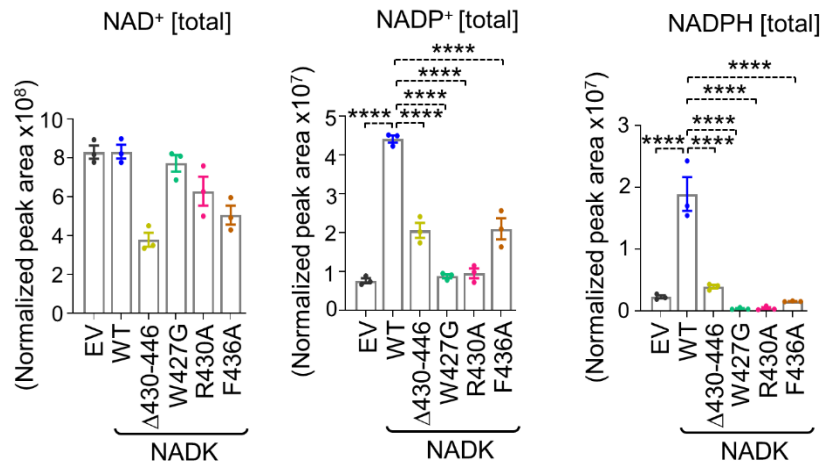 NAD⁺ [total]
(Normalized peak area x10⁸)
10
8
6
4
2
0
EV
WT
Δ430-446
W427G
R430A
F436A
NADK
NADP⁺ [total]
(Normalized peak area x10⁷)
5
4
3
2
1
0
****
****
****
**** ****
EV
WT
Δ430-446
W427G
R430A
F436A
NADK
NADPH [total]
(Normalized peak area x10⁷)
3
2
1
0
****
****
****
**** ****
EV
WT
Δ430-446
W427G
R430A
F436A
NADK